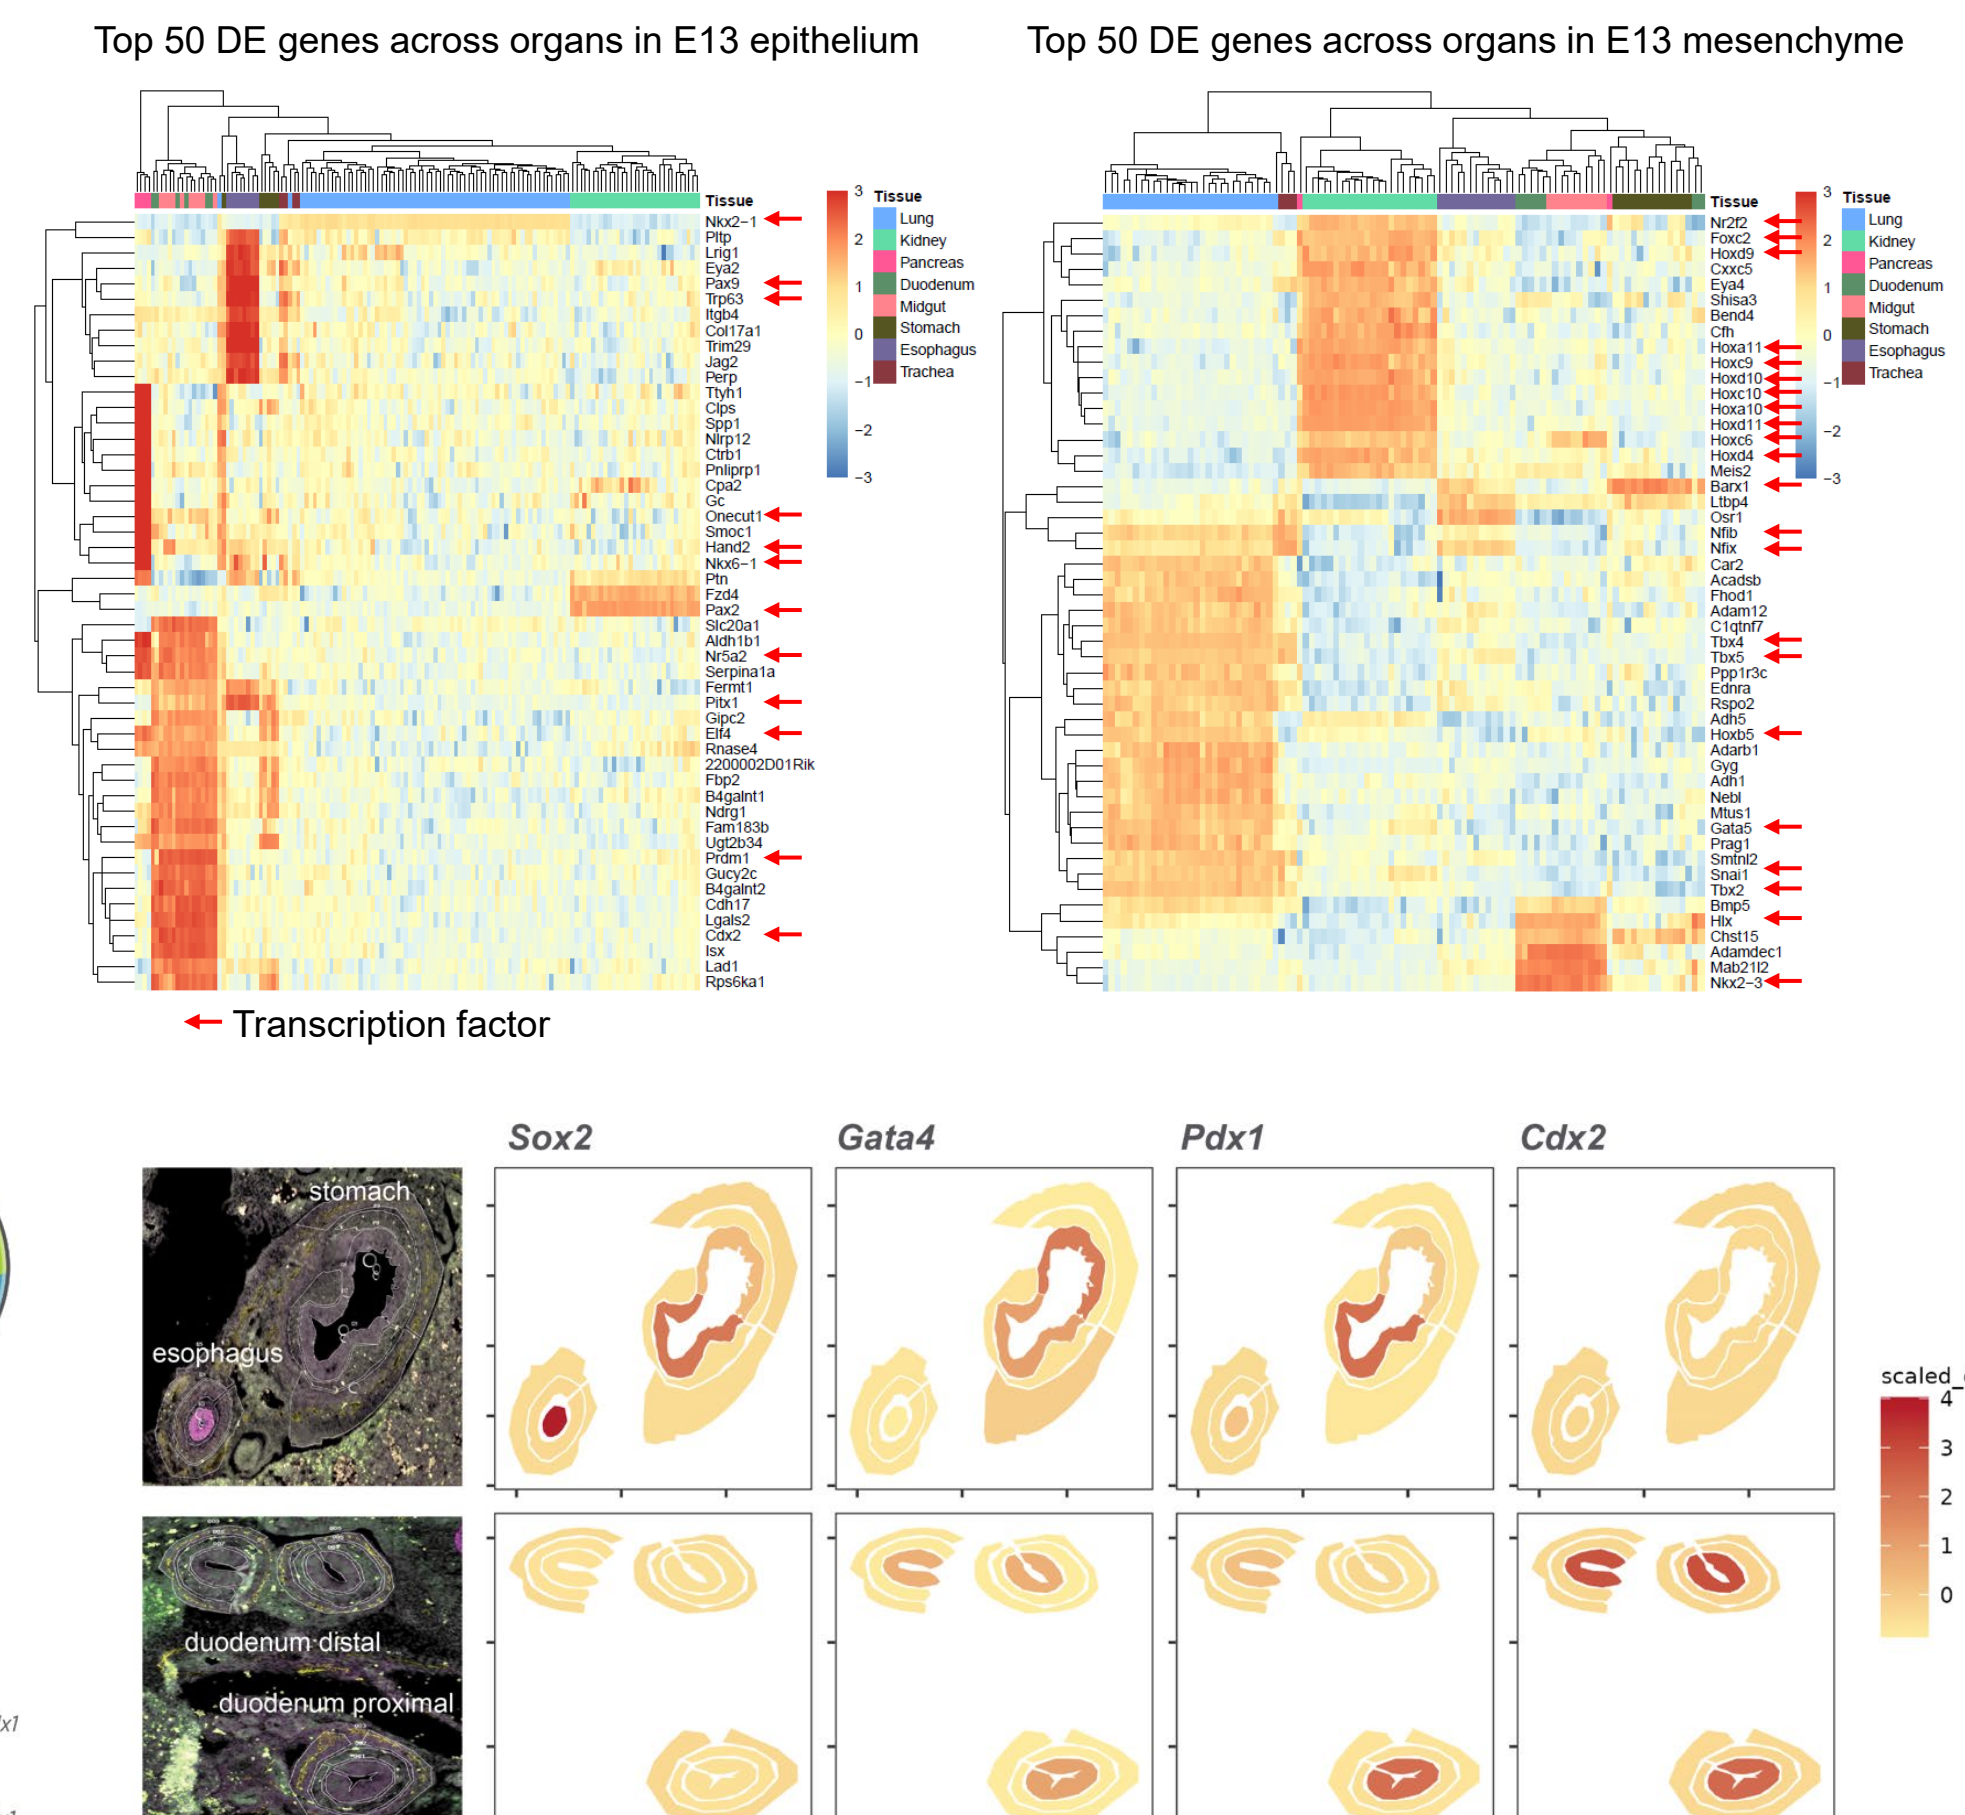 Top 50 DE genes across organs in E13 epithelium
Top 50 DE genes across organs in E13 mesenchyme
Tissue
Nkx2−1
Pltp
Lrig1
Eya2
Pax9
Trp63
Itgb4
Col17a1
Trim29
Jag2
Perp
Ttyh1
Clps
Spp1
Nlrp12
Ctrb1
Pnliprp1
Cpa2
Gc
Onecut1
Smoc1
Hand2
Nkx6−1
Ptn
Fzd4
Pax2
Slc20a1
Aldh1b1
Nr5a2
Serpina1a
Fermt1
Pitx1
Gipc2
Elf4
Rnase4
2200002D01Rik
Fbp2
B4galnt1
Ndrg1
Fam183b
Ugt2b34
Prdm1
Gucy2c
B4galnt2
Cdh17
Lgals2
Cdx2
Isx
Lad1
Rps6ka1
3
2
1
0
−1
−2
−3
Tissue
Lung
Kidney
Pancreas
Duodenum
Midgut
Stomach
Esophagus
Trachea
Tissue
Nr2f2
Foxc2
Hoxd9
Cxxc5
Eya4
Shisa3
Bend4
Cfh
Hoxa11
Hoxc9
Hoxd10
Hoxc10
Hoxa10
Hoxd11
Hoxc6
Hoxd4
Meis2
Barx1
Ltbp4
Osr1
Nfib
Nfix
Car2
Acadsb
Fhod1
Adam12
C1qtnf7
Tbx4
Tbx5
Ppp1r3c
Ednra
Rspo2
Adh5
Hoxb5
Adarb1
Gyg
Adh1
Nebl
Mtus1
Gata5
Prag1
Smtnl2
Snai1
Tbx2
Bmp5
Hlx
Chst15
Adamdec1
Mab21l2
Nkx2−3
3
2
1
0
−1
−2
−3
Tissue
Lung
Kidney
Pancreas
Duodenum
Midgut
Stomach
Esophagus
Trachea
Transcription factor
Sox2
Gata4
Pdx1
Cdx2
stomach
esophagus
duodenum distal
duodenum proximal
x1
scaled_
4
3
2
1
0